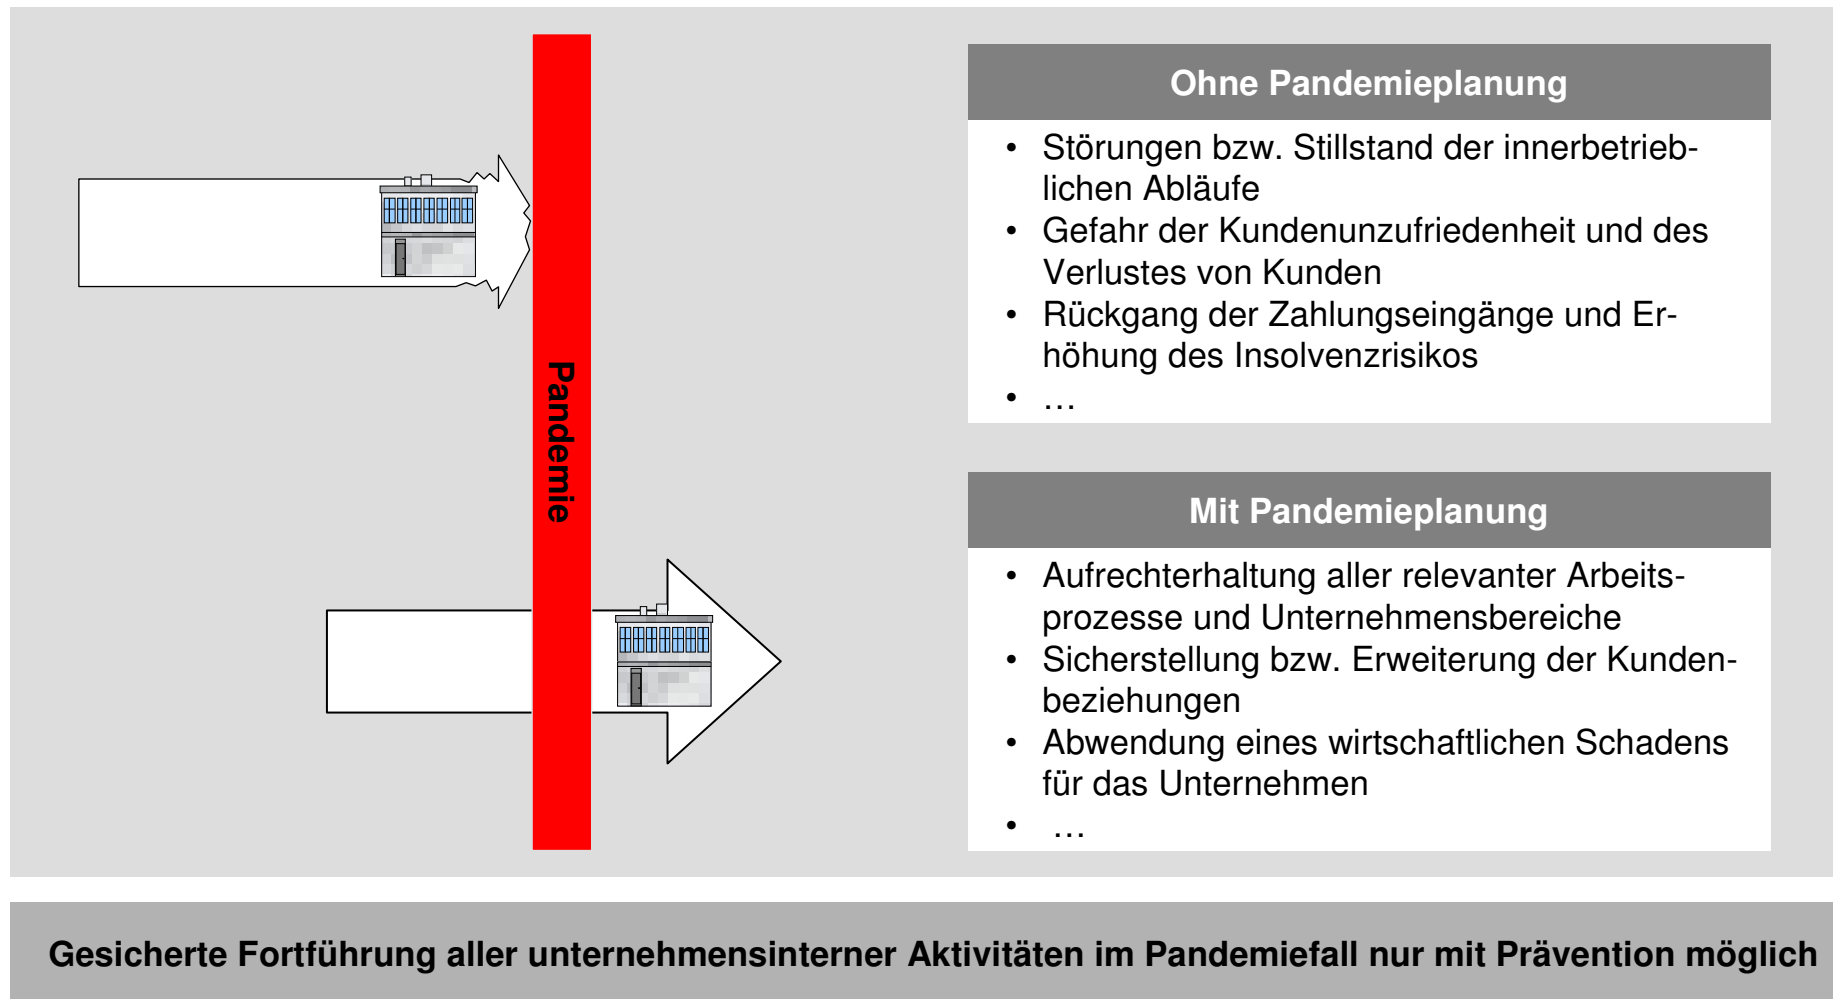 Pandemie
Ohne Pandemieplanung
• Störungen bzw. Stillstand der innerbetrieb-
lichen Abläufe
• Gefahr der Kundenunzufriedenheit und des
Verlustes von Kunden
• Rückgang der Zahlungseingänge und Er-
höhung des Insolvenzrisikos
• …
Mit Pandemieplanung
• Aufrechterhaltung aller relevanter Arbeits-
prozesse und Unternehmensbereiche
• Sicherstellung bzw. Erweiterung der Kunden-
beziehungen
• Abwendung eines wirtschaftlichen Schadens
für das Unternehmen
• …
Gesicherte Fortführung aller unternehmensinterner Aktivitäten im Pandemiefall nur mit Prävention möglich